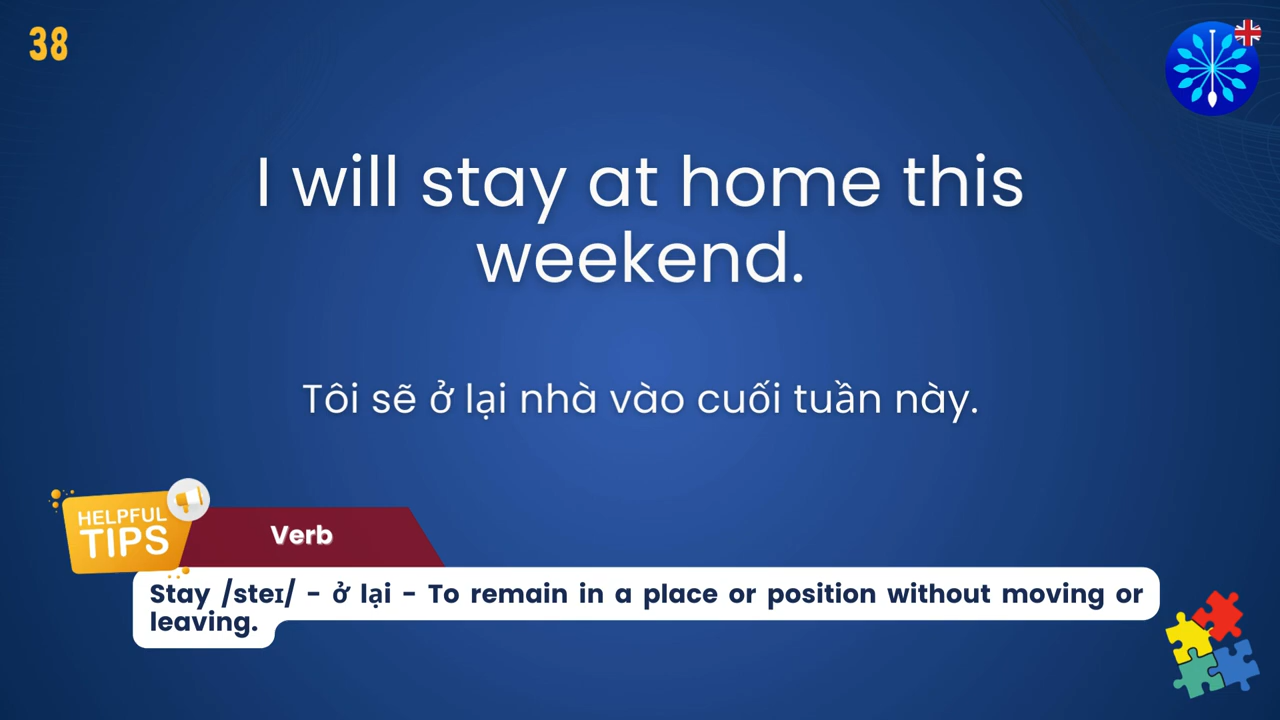 38
I will stay at home this
weekend.
Tôi sẽ ở lại nhà vào cuối tuần này.
HELPFUL
TIPS
Verb
Stay /steɪ/ - ở lại - To remain in a place or position without moving or
leaving.